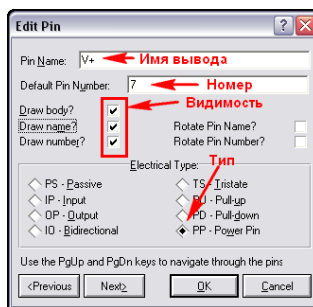 Edit Pin
Pin Name: V+ Имя вывода
Default Pin Number: 7 Номер
Видимость
Draw body?
Draw name? Rotate Pin Name?
Draw number? Rotate Pin Number?
Electrical Type: Тип
PS - Passive TS - Tristate
IP - Input PU - Pull-up
OP - Output PD - Pull-down
IO - Bidirectional PP - Power Pin
Use the PgUp and PgDn keys to navigate through the pins
<Previous Next> OK Cancel